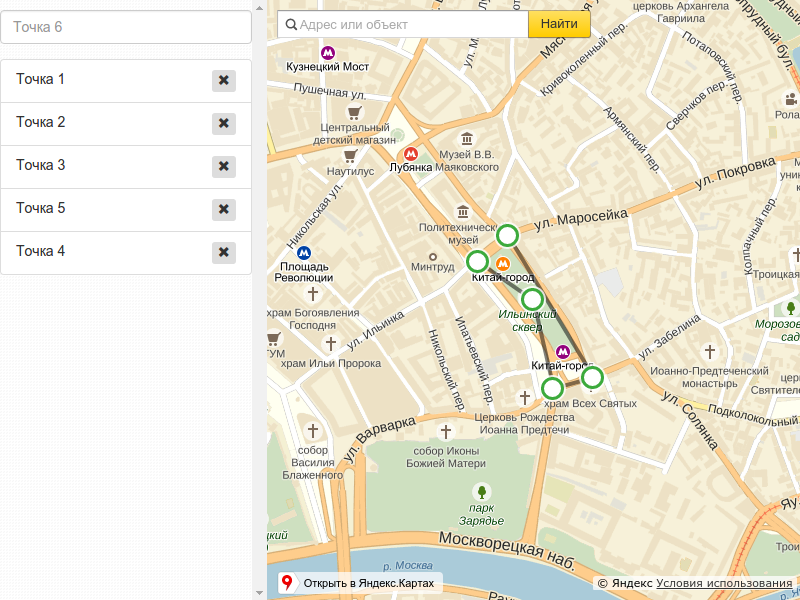 Точка 6
Точка 1
Точка 2
Точка 3
Точка 5
Точка 4
Адрес или объект
Найти
церковь Архангела
Гавриила
Кузнецкий Мост
Пушечная ул.
Кривоколенный пер.
Потаповский пер.
Центральный
детский магазин
Сверчков пер.
Армянский пер.
Музей В.В.
Маяковского
Лубянка
Наутилус
ул. Покровка
Никольская ул.
ул. Маросейка
Политехнический
музей
Колпачный пер.
Минтруд
Китай-город
Площадь
Революции
Троицкая
храм Богоявления
Господня
Ильинский
сквер
ул. Ильинка
ул. Забелина
Морозовский
сад
ГУМ
храм Ильи Пророка
Никольский пер.
Ипатьевский пер.
Китай-город
Иоанно-Предтеченский
монастырь
храм Всех Святых
ул. Солянка
Подколокольный
Церковь Рождества
Иоанна Предтечи
ул. Варварка
собор
Василия
Блаженного
собор Иконы
Божией Матери
парк
Зарядье
Москворецкая наб.
р. Москва
Открыть в Яндекс.Картах
© Яндекс Условия использования